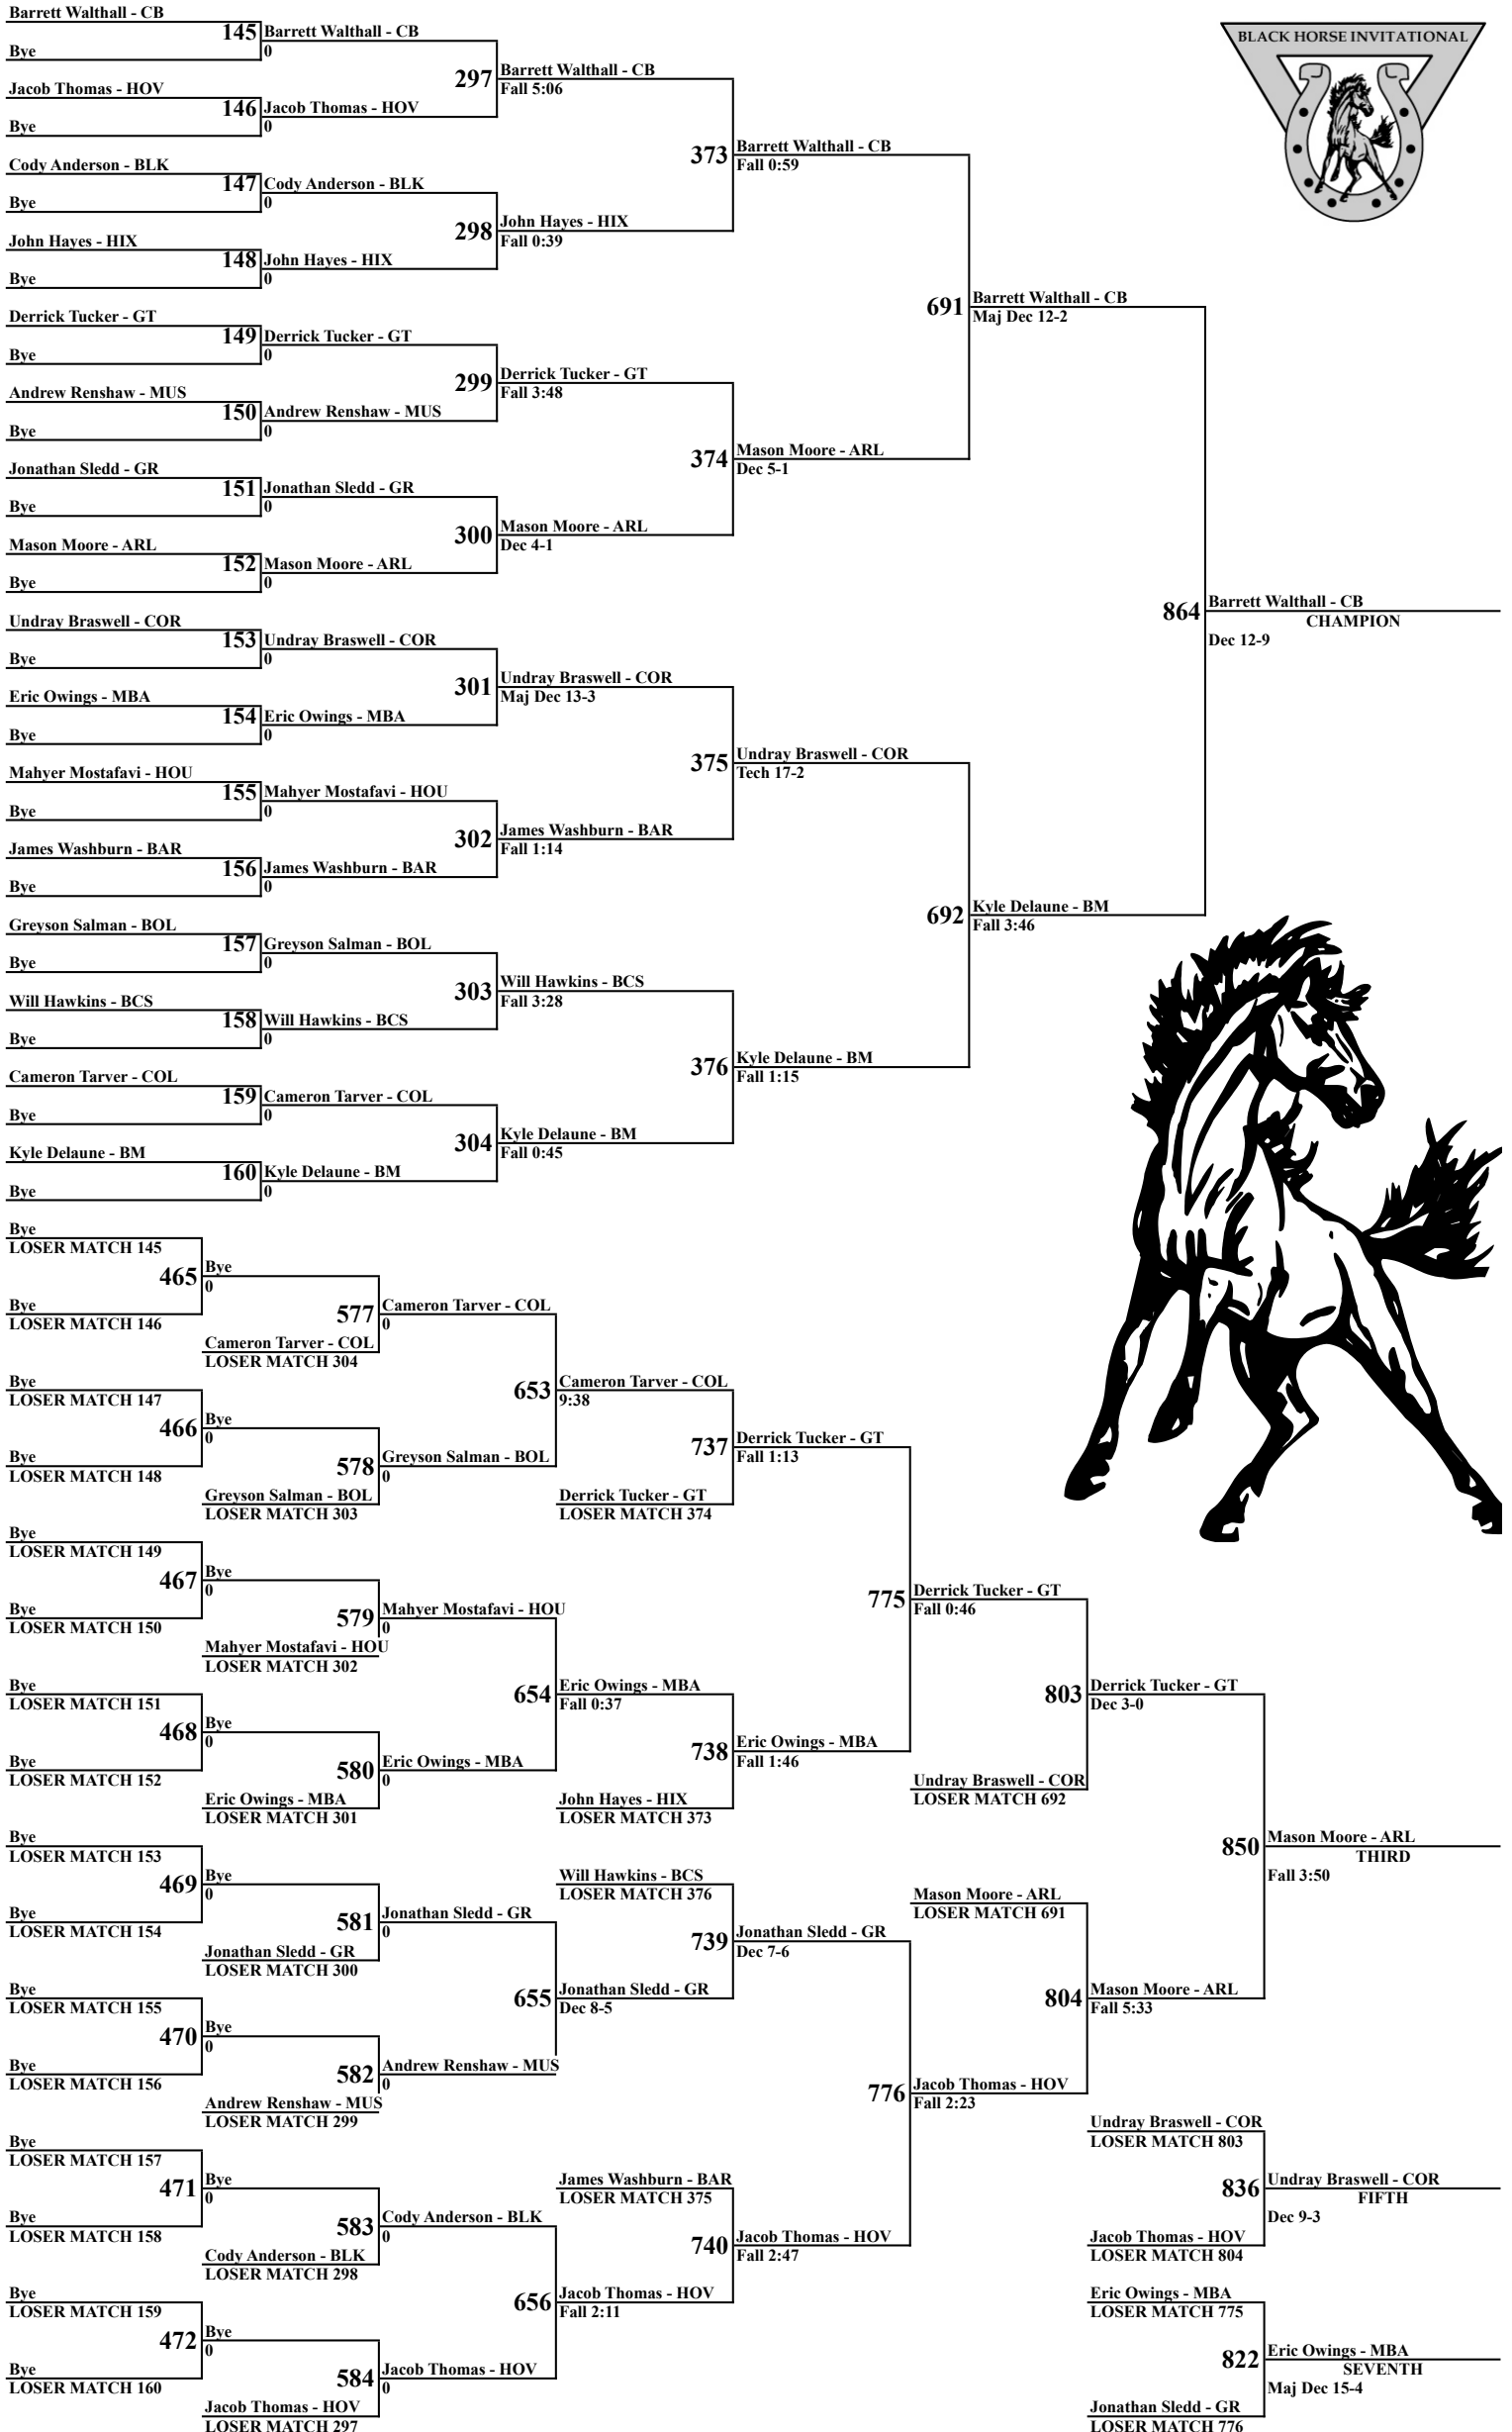 BLACK HORSE INVITATIONAL
Barrett Walthall - CB
Bye
145
Barrett Walthall - CB
0
Jacob Thomas - HOV
Bye
146
Jacob Thomas - HOV
0
297
Barrett Walthall - CB
Fall 5:06
Cody Anderson - BLK
Bye
147
Cody Anderson - BLK
0
John Hayes - HIX
Bye
148
John Hayes - HIX
0
298
John Hayes - HIX
Fall 0:39
373
Barrett Walthall - CB
Fall 0:59
Derrick Tucker - GT
Bye
149
Derrick Tucker - GT
0
Andrew Renshaw - MUS
Bye
150
Andrew Renshaw - MUS
0
299
Derrick Tucker - GT
Fall 3:48
Jonathan Sledd - GR
Bye
151
Jonathan Sledd - GR
0
Mason Moore - ARL
Bye
152
Mason Moore - ARL
0
300
Mason Moore - ARL
Dec 4-1
374
Mason Moore - ARL
Dec 5-1
691
Barrett Walthall - CB
Maj Dec 12-2
Undray Braswell - COR
Bye
153
Undray Braswell - COR
0
Eric Owings - MBA
Bye
154
Eric Owings - MBA
0
301
Undray Braswell - COR
Maj Dec 13-3
Mahyer Mostafavi - HOU
Bye
155
Mahyer Mostafavi - HOU
0
James Washburn - BAR
Bye
156
James Washburn - BAR
0
302
James Washburn - BAR
Fall 1:14
375
Undray Braswell - COR
Tech 17-2
Greyson Salman - BOL
Bye
157
Greyson Salman - BOL
0
Will Hawkins - BCS
Bye
158
Will Hawkins - BCS
0
303
Will Hawkins - BCS
Fall 3:28
Cameron Tarver - COL
Bye
159
Cameron Tarver - COL
0
Kyle Delaune - BM
Bye
160
Kyle Delaune - BM
0
304
Kyle Delaune - BM
Fall 0:45
376
Kyle Delaune - BM
Fall 1:15
692
Kyle Delaune - BM
Fall 3:46
864
Barrett Walthall - CB
CHAMPION
Dec 12-9
Bye
LOSER MATCH 145
Bye
LOSER MATCH 146
465
Bye
0
Cameron Tarver - COL
LOSER MATCH 304
577
Cameron Tarver - COL
0
Bye
LOSER MATCH 147
Bye
LOSER MATCH 148
466
Bye
0
Greyson Salman - BOL
LOSER MATCH 303
578
Greyson Salman - BOL
0
653
Cameron Tarver - COL
9:38
Derrick Tucker - GT
LOSER MATCH 374
737
Derrick Tucker - GT
Fall 1:13
Bye
LOSER MATCH 149
Bye
LOSER MATCH 150
467
Bye
0
Mahyer Mostafavi - HOU
LOSER MATCH 302
579
Mahyer Mostafavi - HOU
0
Bye
LOSER MATCH 151
Bye
LOSER MATCH 152
468
Bye
0
Eric Owings - MBA
LOSER MATCH 301
580
Eric Owings - MBA
0
654
Eric Owings - MBA
Fall 0:37
John Hayes - HIX
LOSER MATCH 373
738
Eric Owings - MBA
Fall 1:46
775
Derrick Tucker - GT
Fall 0:46
Undray Braswell - COR
LOSER MATCH 692
803
Derrick Tucker - GT
Dec 3-0
Bye
LOSER MATCH 153
Bye
LOSER MATCH 154
469
Bye
0
Jonathan Sledd - GR
LOSER MATCH 300
581
Jonathan Sledd - GR
0
Bye
LOSER MATCH 155
Bye
LOSER MATCH 156
470
Bye
0
Andrew Renshaw - MUS
LOSER MATCH 299
582
Andrew Renshaw - MUS
0
655
Jonathan Sledd - GR
Dec 8-5
Will Hawkins - BCS
LOSER MATCH 376
739
Jonathan Sledd - GR
Dec 7-6
Bye
LOSER MATCH 157
Bye
LOSER MATCH 158
471
Bye
0
Cody Anderson - BLK
LOSER MATCH 298
583
Cody Anderson - BLK
0
Bye
LOSER MATCH 159
Bye
LOSER MATCH 160
472
Bye
0
Jacob Thomas - HOV
LOSER MATCH 297
584
Jacob Thomas - HOV
0
656
Jacob Thomas - HOV
Fall 2:11
James Washburn - BAR
LOSER MATCH 375
740
Jacob Thomas - HOV
Fall 2:47
776
Jacob Thomas - HOV
Fall 2:23
Mason Moore - ARL
LOSER MATCH 691
804
Mason Moore - ARL
Fall 5:33
850
Mason Moore - ARL
THIRD
Fall 3:50
Undray Braswell - COR
LOSER MATCH 803
Jacob Thomas - HOV
LOSER MATCH 804
836
Undray Braswell - COR
FIFTH
Dec 9-3
Eric Owings - MBA
LOSER MATCH 775
Jonathan Sledd - GR
LOSER MATCH 776
822
Eric Owings - MBA
SEVENTH
Maj Dec 15-4